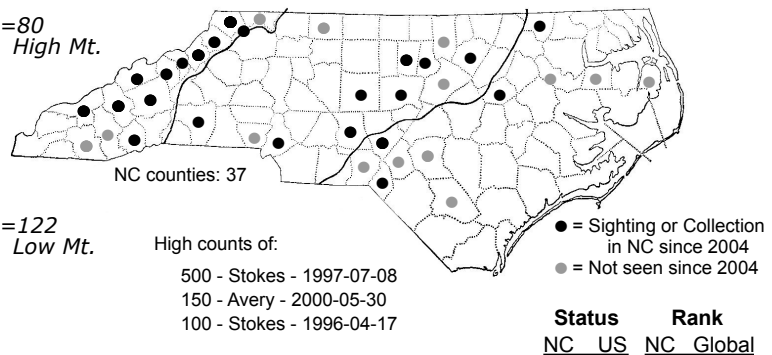 =80
High Mt.
NC counties: 37
=122
Low Mt.
High counts of:
500 - Stokes - 1997-07-08
150 - Avery - 2000-05-30
100 - Stokes - 1996-04-17
= Sighting or Collection
in NC since 2004
= Not seen since 2004
Status Rank
NC US NC Global